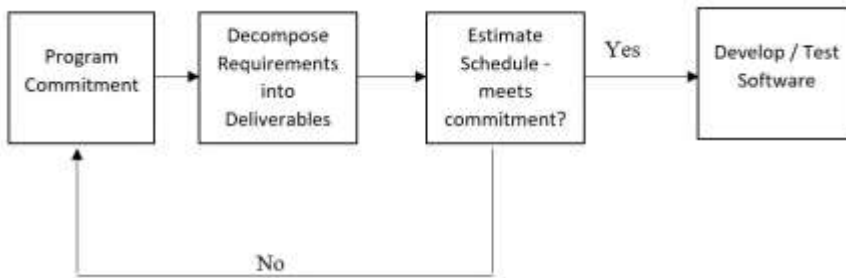 Program
Commitment
Decompose
Requirements
into
Deliverables
Estimate
Schedule -
meets
commitment?
Yes
Develop / Test
Software
No